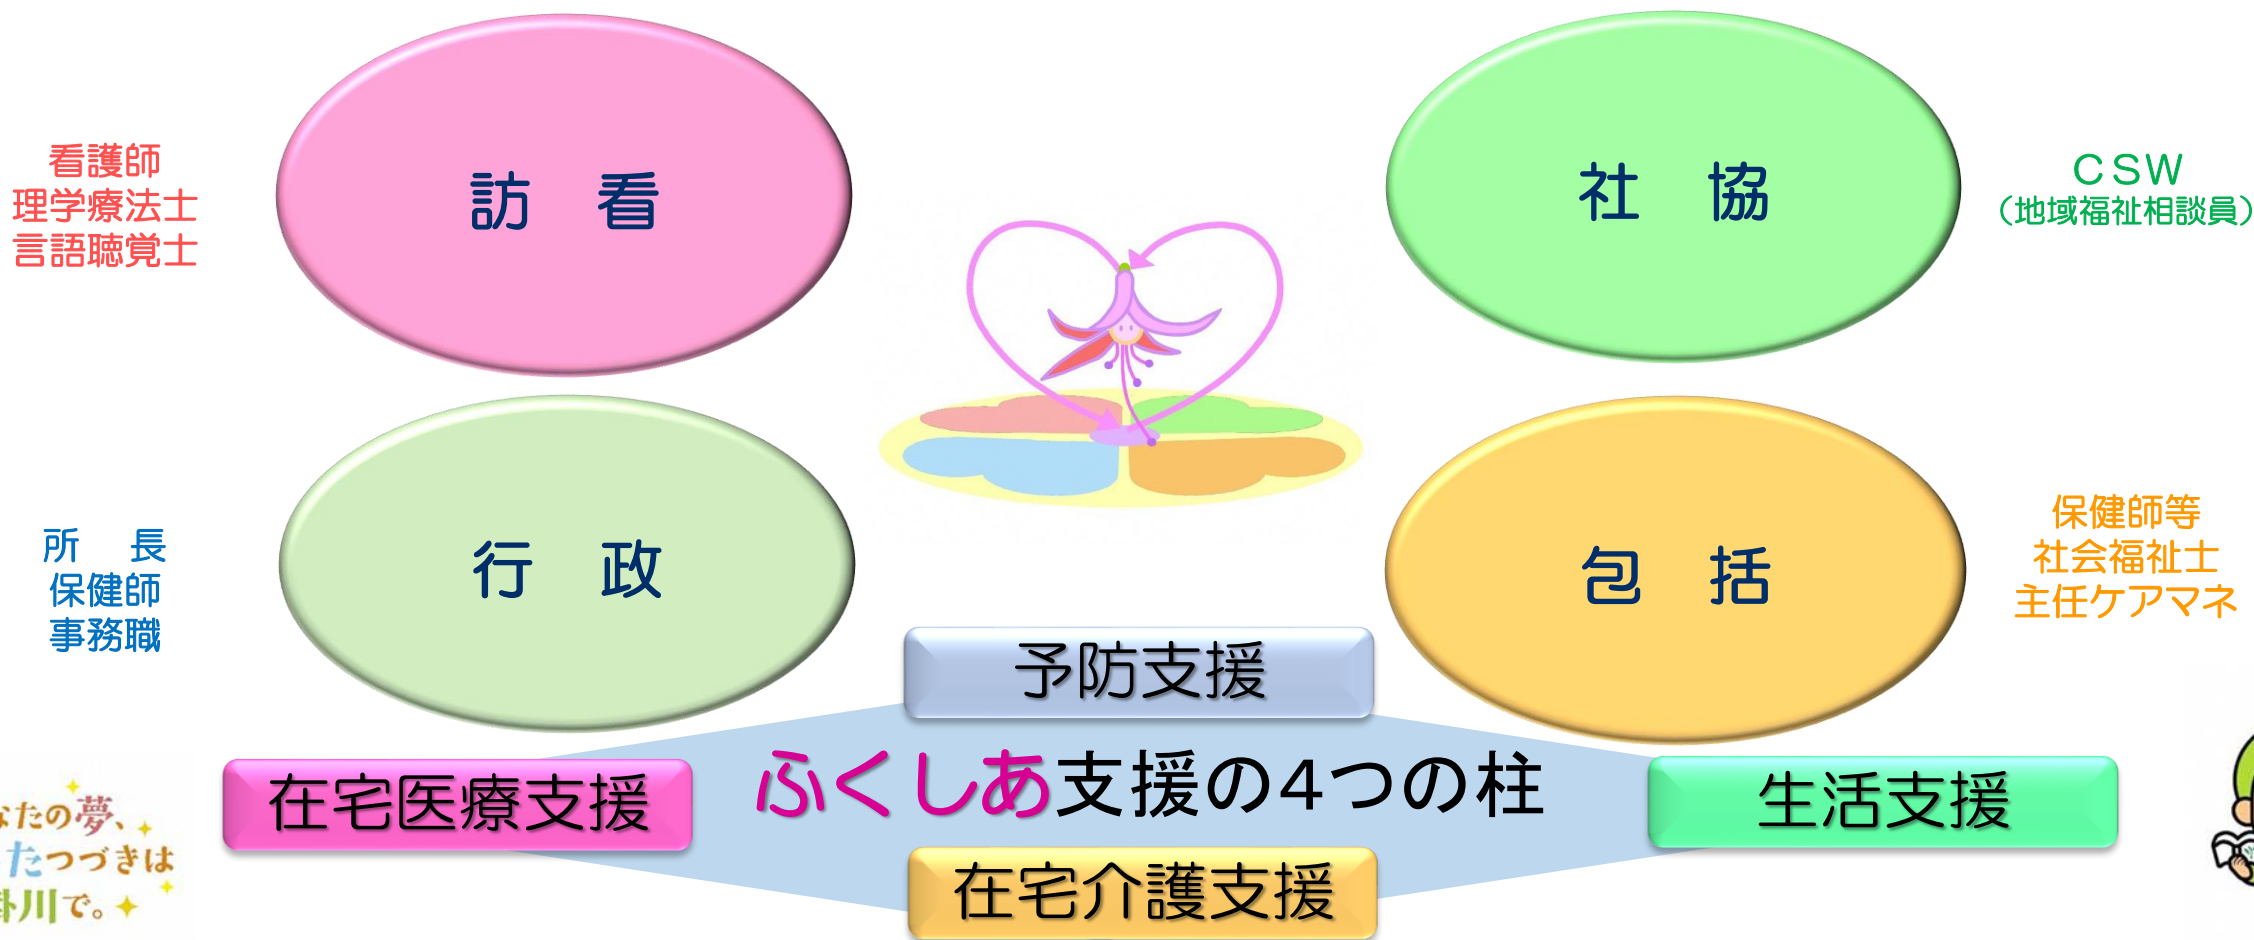 看護師
理学療法士
言語聴覚士
訪 看
社 協
ＣＳＷ
（地域福祉相談員）
所 長
保健師
事務職
行 政
包 括
保健師等
社会福祉士
主任ケアマネ
予防支援
在宅医療支援
ふくしあ支援の4つの柱
生活支援
在宅介護支援
なたの夢、
たつづきは
掛川で。